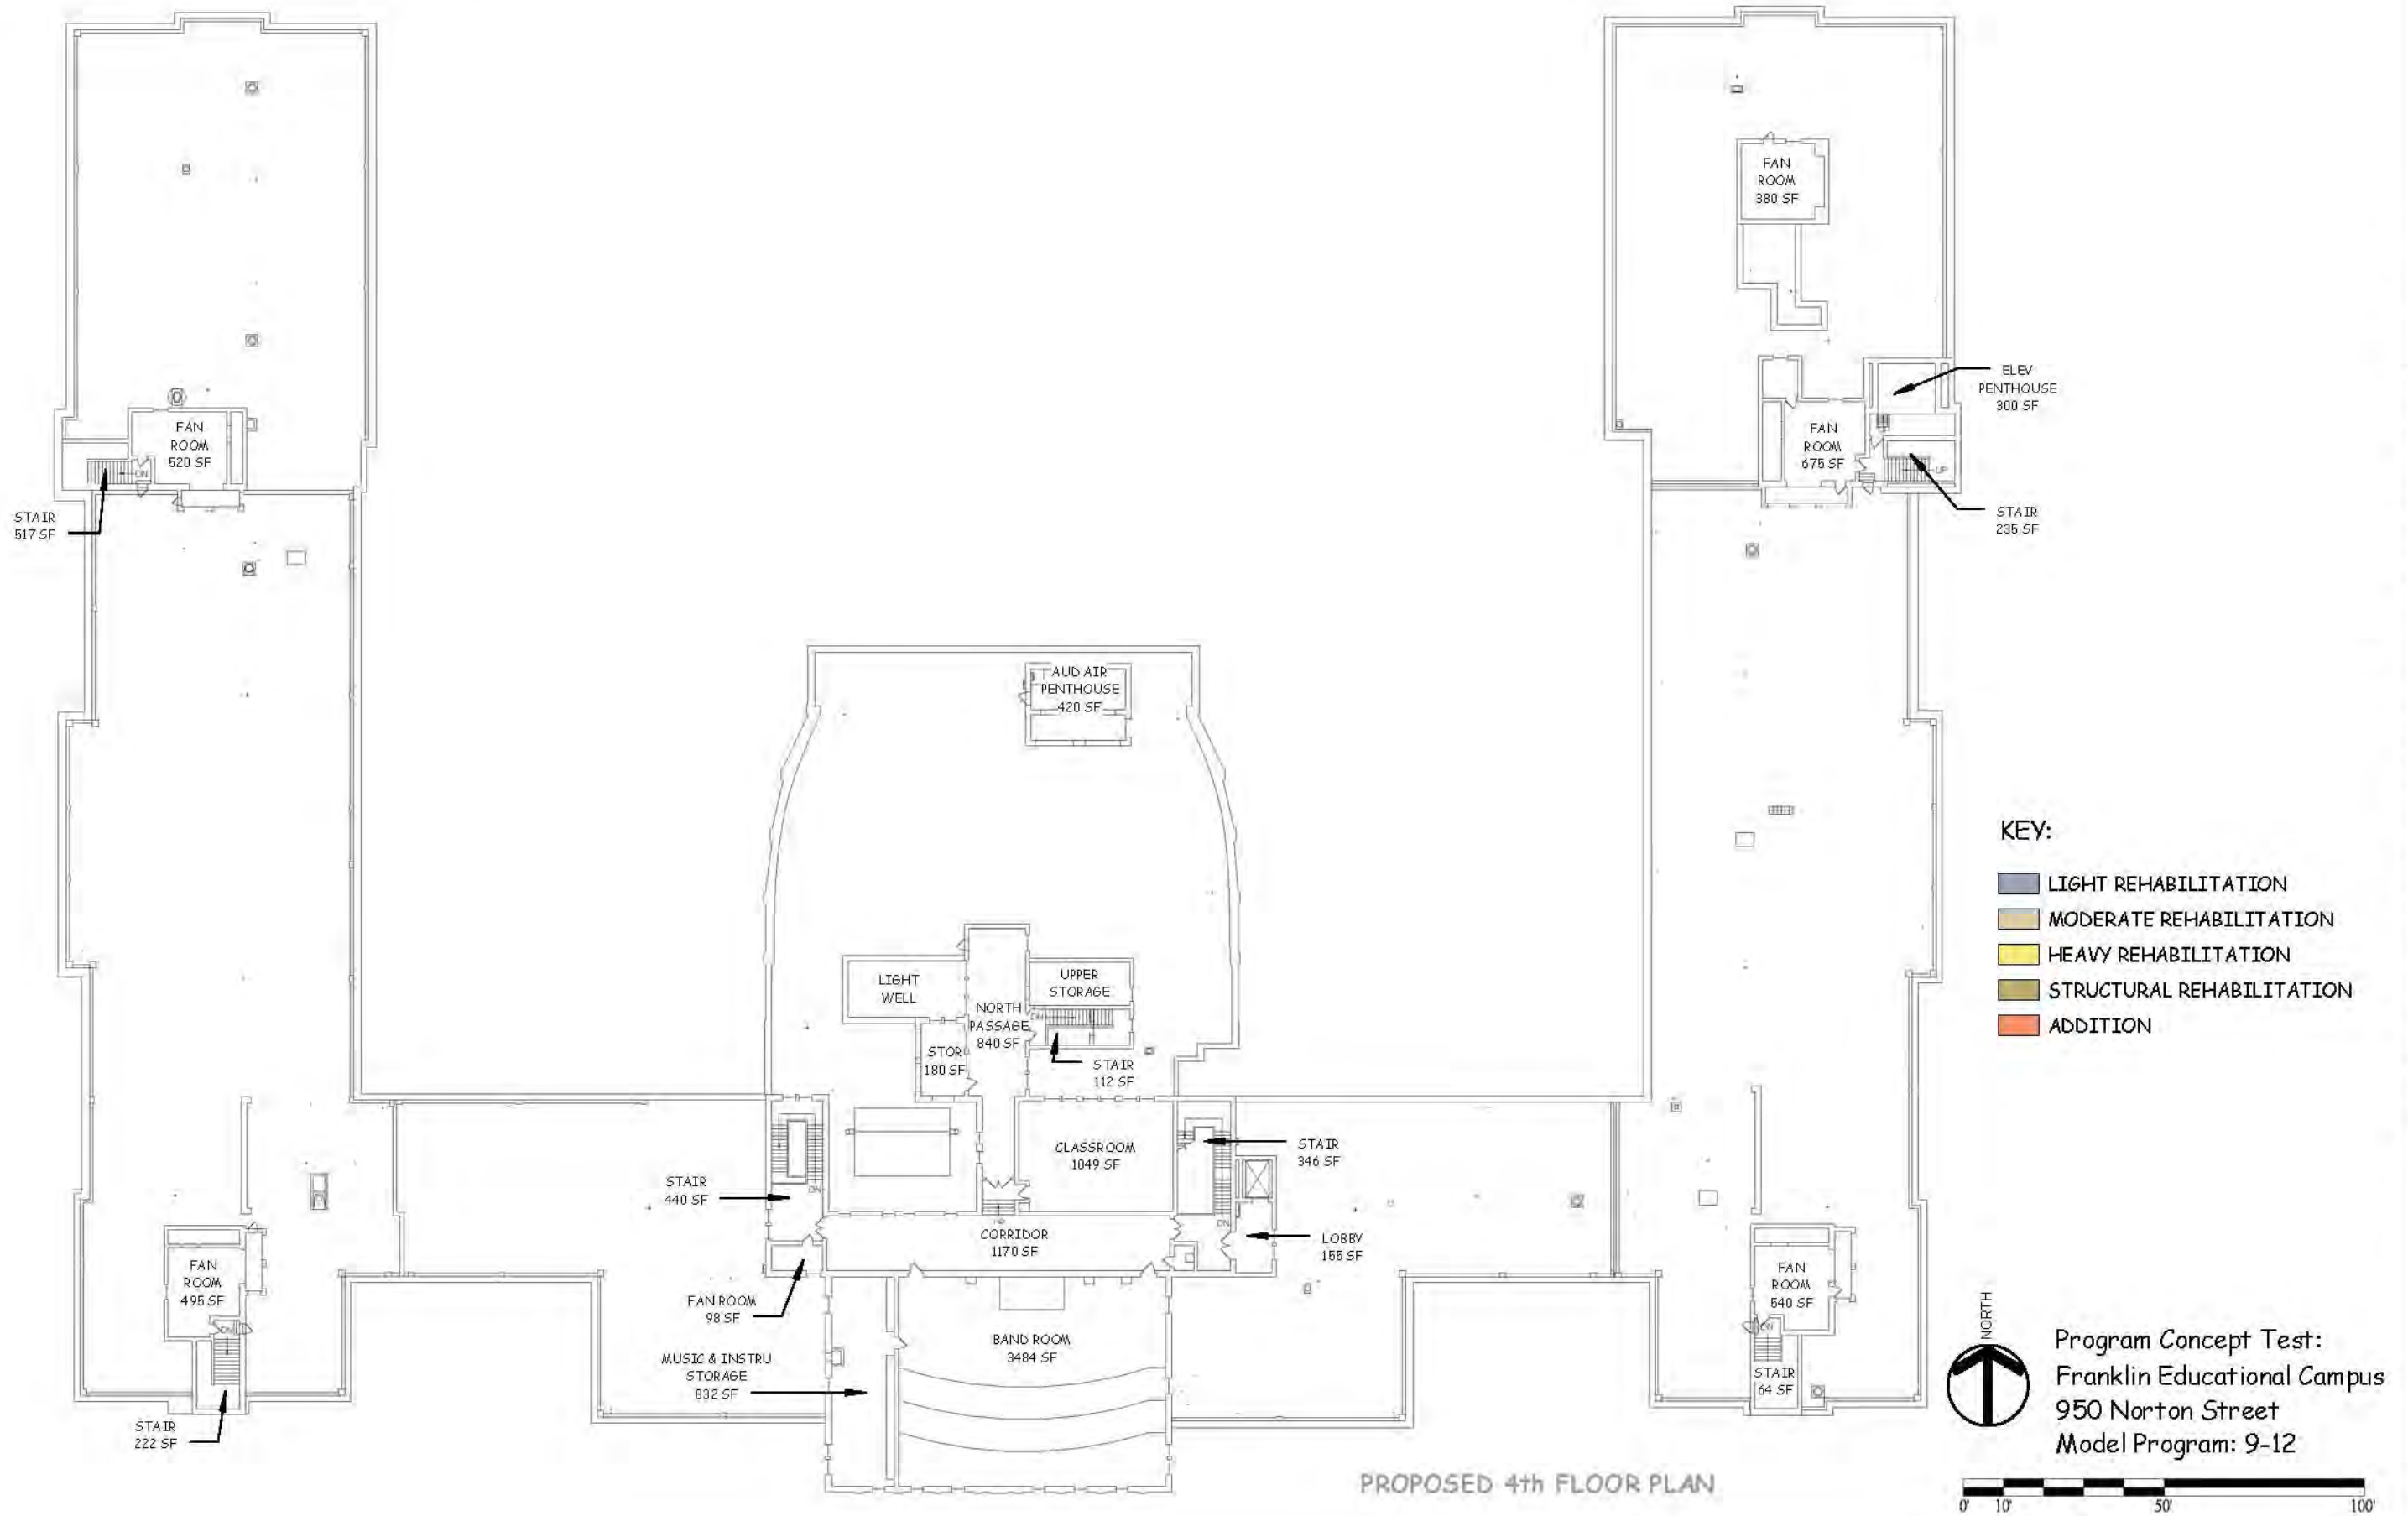 FAN
ROOM
380 SF
ELEV
PENTHOUSE
300 SF
FAN
ROOM
520 SF
DN
FAN
ROOM
675 SF
UP
STAIR
517 SF
STAIR
235 SF
AUD AIR
PENTHOUSE
420 SF
KEY:
LIGHT REHABILITATION
MODERATE REHABILITATION
HEAVY REHABILITATION
STRUCTURAL REHABILITATION
ADDITION
LIGHT
WELL
UPPER
STORAGE
NORTH
PASSAGE
840 SF
STOR
180 SF
STAIR
112 SF
CLASSROOM
1049 SF
STAIR
346 SF
STAIR
440 SF
DN
DN
CORRIDOR
1170 SF
LOBBY
155 SF
FAN
ROOM
495 SF
DN
FAN ROOM
98 SF
FAN
ROOM
540 SF
DN
BAND ROOM
3484 SF
MUSIC & INSTRU
STORAGE
832 SF
STAIR
64 SF
STAIR
222 SF
NORTH
Program Concept Test:
Franklin Educational Campus
950 Norton Street
Model Program: 9-12
PROPOSED 4th FLOOR PLAN
0' 10' 50' 100'